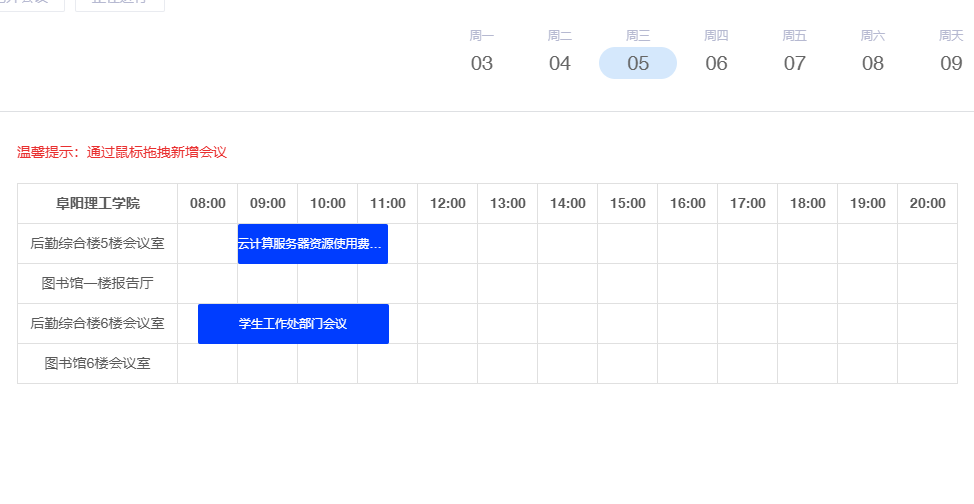 周一 周二 周三 周四 周五 周六 周天
03 04 05 06 07 08 09
温馨提示：通过鼠标拖拽新增会议
阜阳理工学院 08:00 09:00 10:00 11:00 12:00 13:00 14:00 15:00 16:00 17:00 18:00 19:00 20:00
后勤综合楼5楼会议室 云计算服务器资源使用费...
图书馆一楼报告厅
后勤综合楼6楼会议室 学生工作处部门会议
图书馆6楼会议室